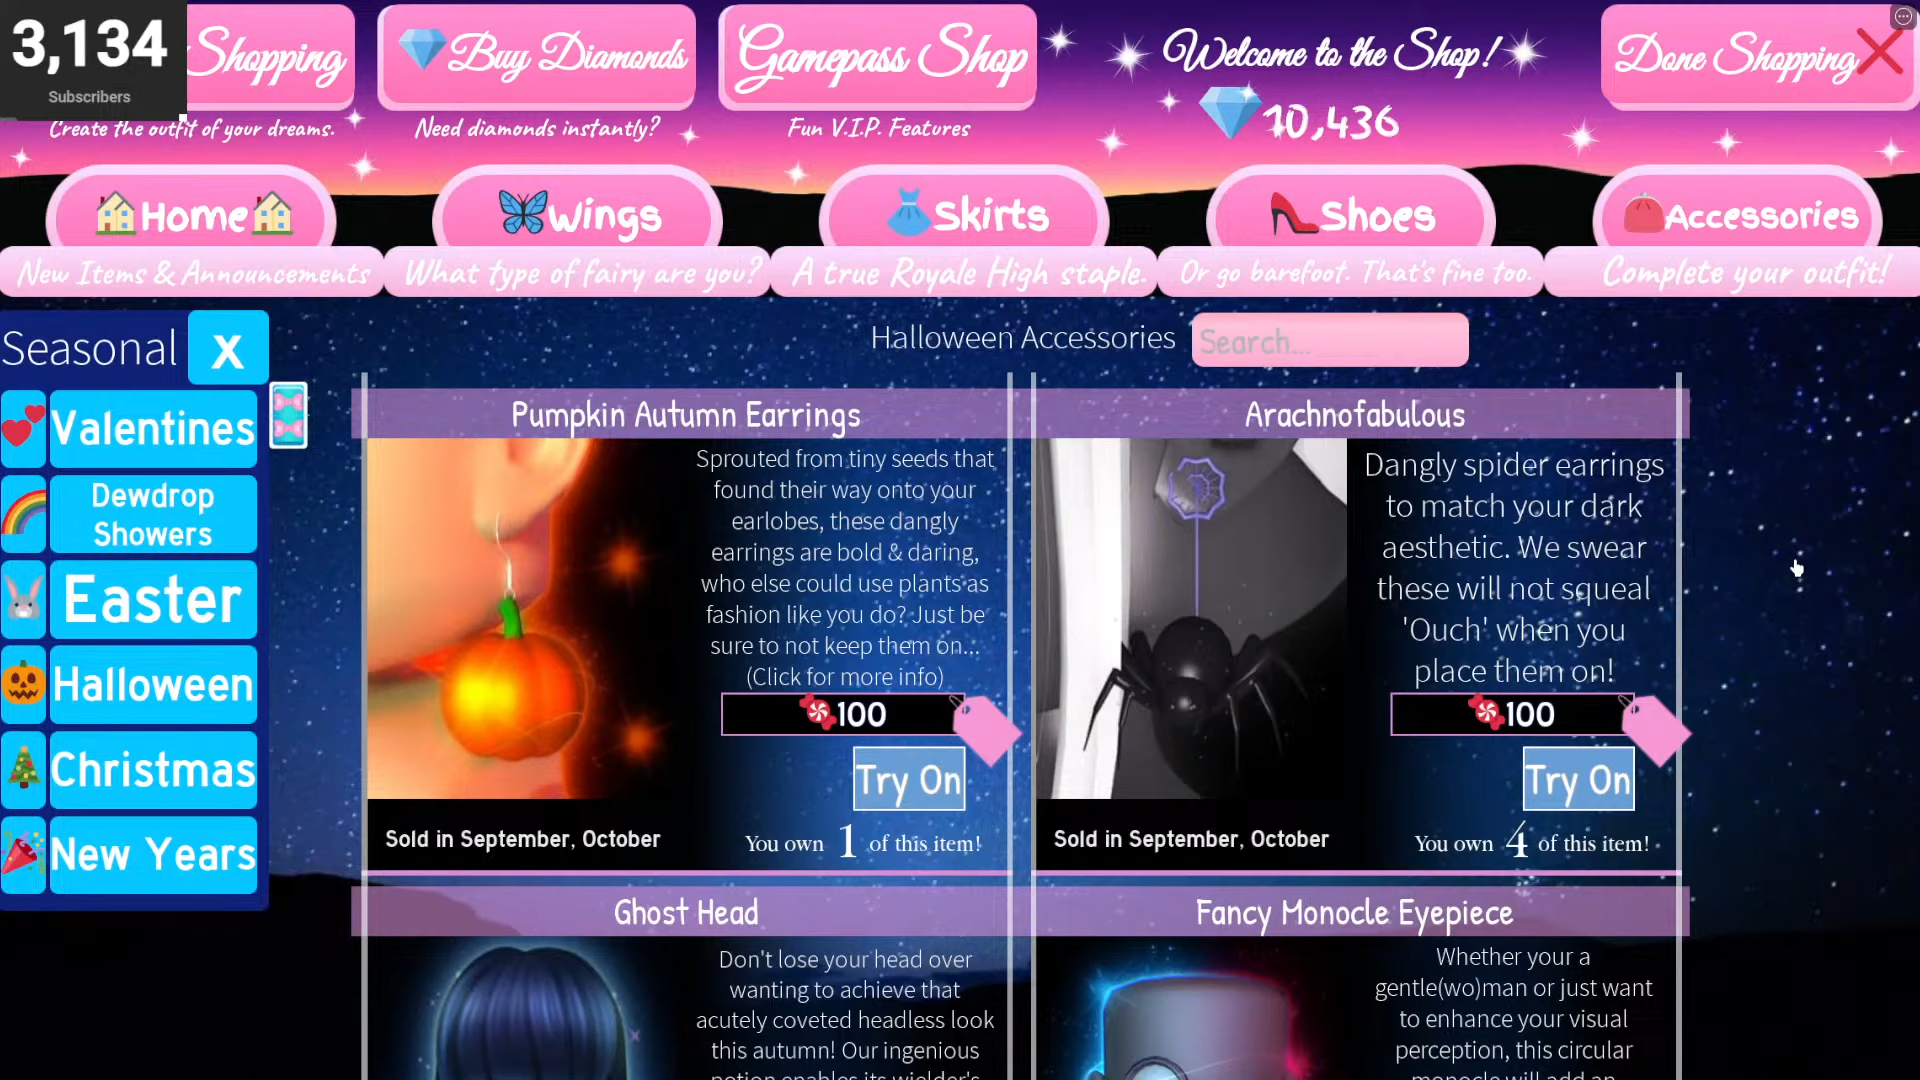 3,134
Subscribers
Shopping
Create the outfit of your dreams.
Buy Diamonds
Need diamonds instantly?
Gamepass Shop
Fun V.I.P. Features
Welcome to the Shop!
10,436
Done Shopping
Home
New Items & Announcements
Wings
What type of fairy are you?
Skirts
A true Royale High staple.
Shoes
Or go barefoot. That's fine too.
Accessories
Complete your outfit!
Seasonal
X
Valentines
Dewdrop
Showers
Easter
Halloween
Christmas
New Years
Halloween Accessories
Search...
Pumpkin Autumn Earrings
Sprouted from tiny seeds that
found their way onto your
earlobes, these dangly
earrings are bold & daring,
who else could use plants as
fashion like you do? Just be
sure to not keep them on...
(Click for more info)
100
Try On
Sold in September, October
You own 1 of this item!
Arachnofabulous
Dangly spider earrings
to match your dark
aesthetic. We swear
these will not squeal
'Ouch' when you
place them on!
100
Try On
Sold in September, October
You own 4 of this item!
Ghost Head
Don't lose your head over
wanting to achieve that
acutely coveted headless look
this autumn! Our ingenious
potion enables its wielder's
Fancy Monocle Eyepiece
Whether your a
gentle(wo)man or just want
to enhance your visual
perception, this circular
monocle will add an